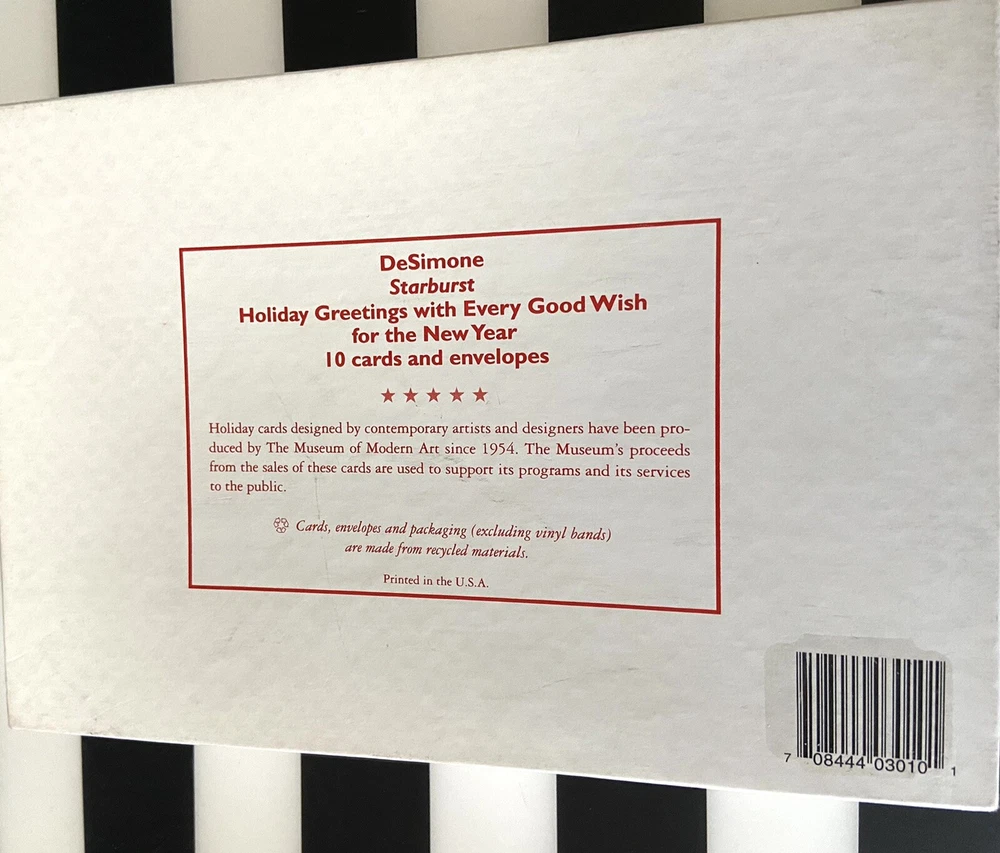 DeSimone
Starburst
Holiday Greetings with Every Good Wish
for the New Year
10 cards and envelopes
★ ★ ★ ★ ★
Holiday cards designed by contemporary artists and designers have been pro-
duced by The Museum of Modern Art since 1954. The Museum's proceeds
from the sales of these cards are used to support its programs and its services
to the public.
Cards, envelopes and packaging (excluding vinyl bands)
are made from recycled materials.
Printed in the U.S.A.
7 08444 03010 1